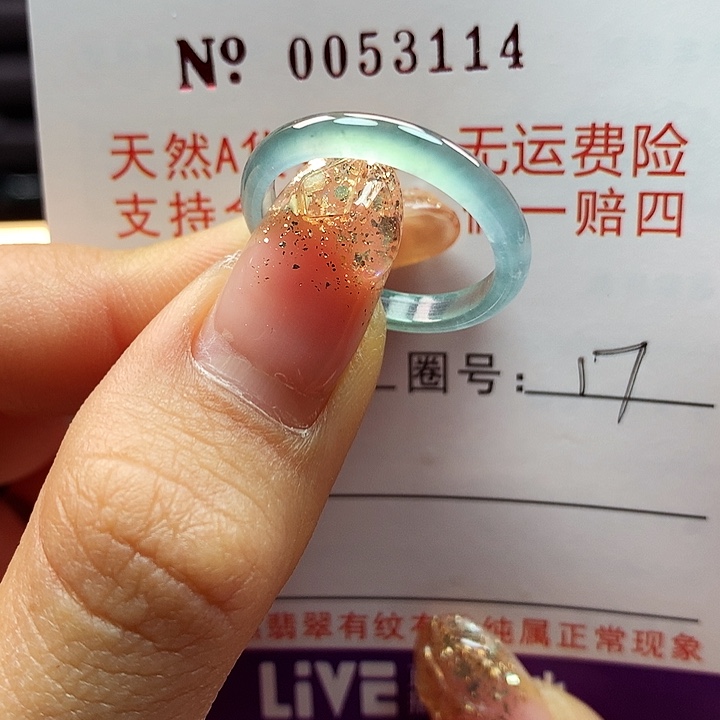 Nº 0053114
天然A 无运费险
支持 一赔四
圈号: 17
翡翠有纹 纯属正常现象
LiVE